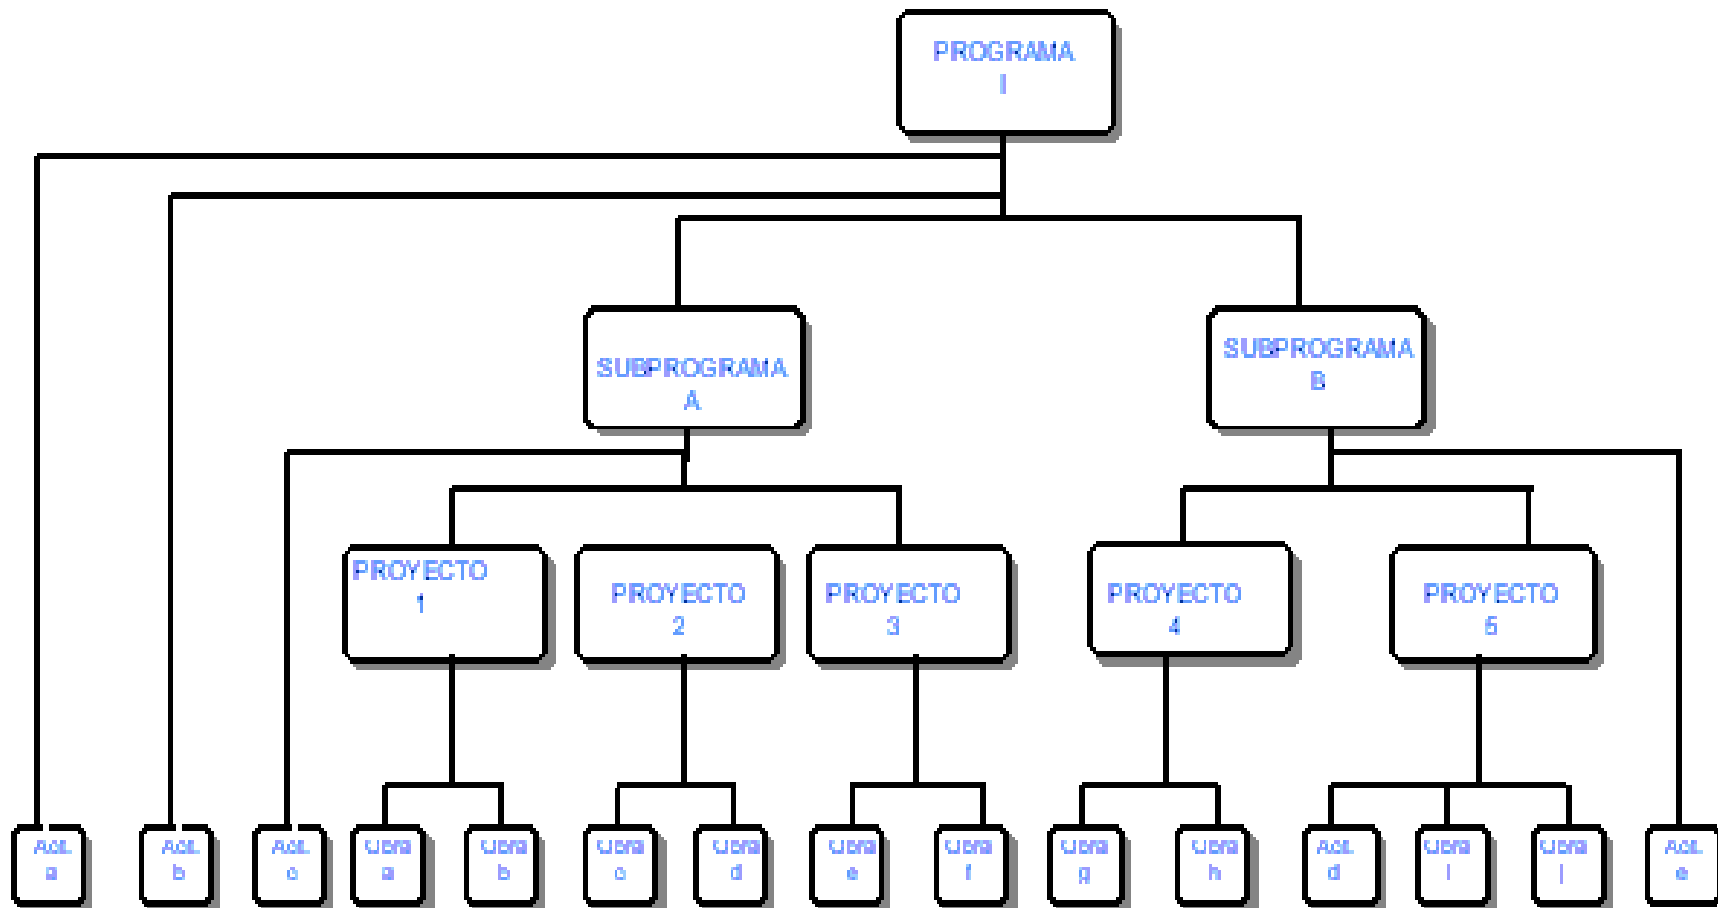 PROGRAMA
I
SUBPROGRAMA
A
SUBPROGRAMA
B
PROYECTO
1
PROYECTO
2
PROYECTO
3
PROYECTO
4
PROYECTO
5
Act.
a
Act.
b
Act.
c
Obra
a
Obra
b
Obra
c
Obra
d
Obra
e
Obra
f
Obra
g
Obra
h
Act.
d
Obra
i
Obra
j
Act.
e